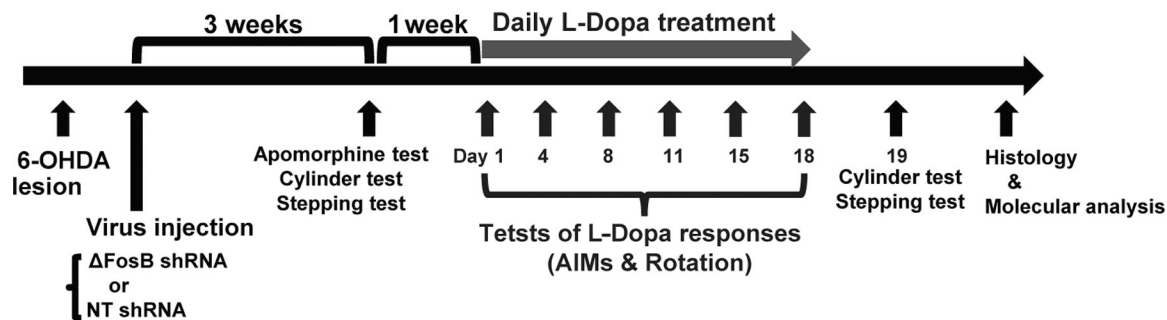 3 weeks
1 week
Daily L-Dopa treatment
6-OHDA
lesion
Virus injection
ΔFosB shRNA
or
NT shRNA
Apomorphine test
Cylinder test
Stepping test
Day 1
4
8
11
15
18
Tetsts of L-Dopa responses
(AIMs & Rotation)
19
Cylinder test
Stepping test
Histology
&
Molecular analysis